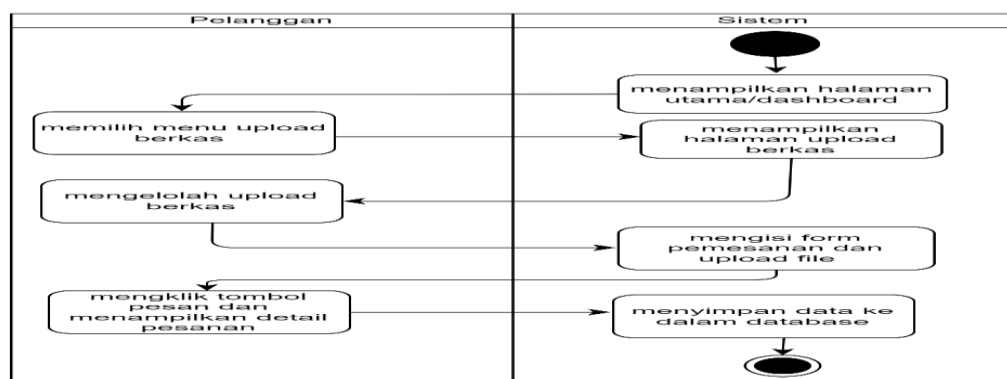 Pelanggan
Sistem
menampilkan halaman
utama/dashboard
memilih menu upload
berkas
menampilkan
halaman upload
berkas
mengelolah upload
berkas
mengisi form
pemesanan dan
upload file
mengklik tombol
pesan dan
menampilkan detail
pesanan
menyimpan data ke
dalam database